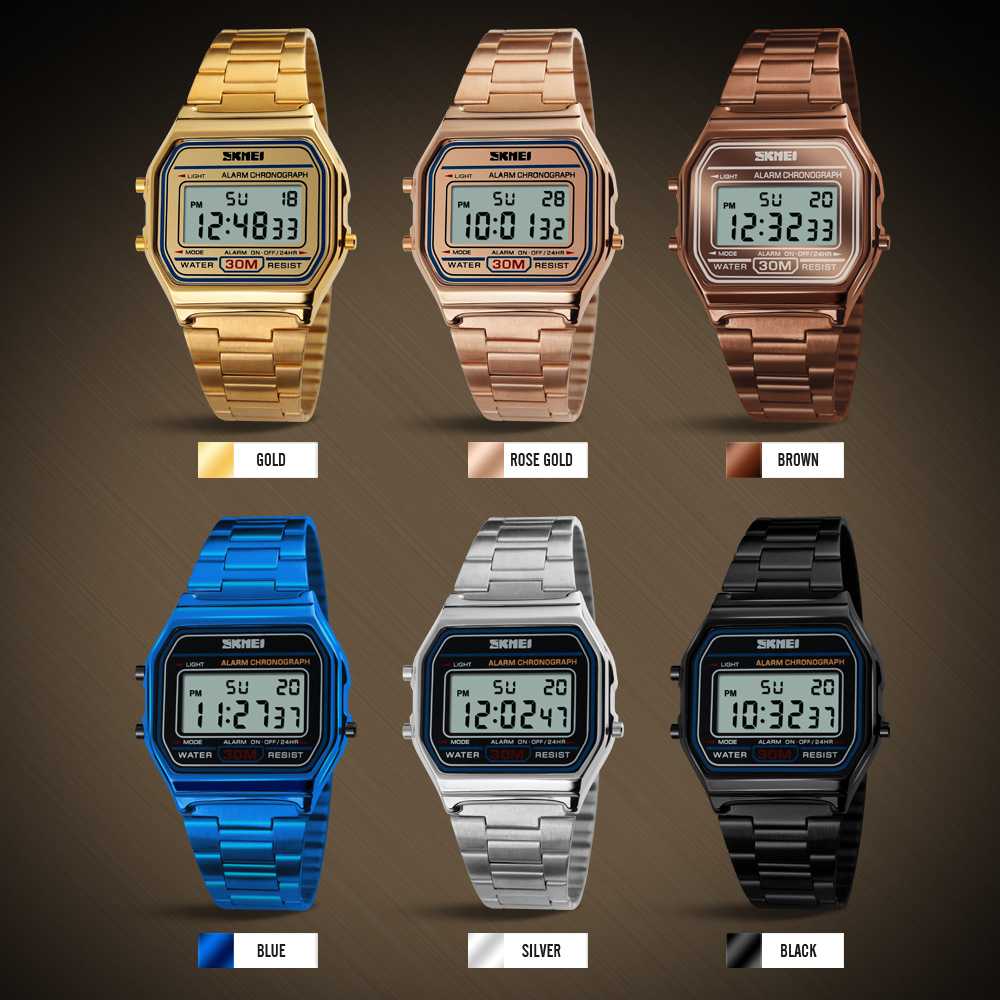 SKMEI
LIGHT ALARM CHRONOGRAPH
PM SU 18
12:48 33
MODE ALARM ON-OFF/24HR
WATER 30M RESIST
GOLD
SKMEI
LIGHT ALARM CHRONOGRAPH
PM SU 28
10:01 32
MODE ALARM ON-OFF/24HR
WATER 30M RESIST
ROSE GOLD
SKMEI
LIGHT ALARM CHRONOGRAPH
PM SU 20
12:32 33
MODE ALARM ON-OFF/24HR
WATER 30M RESIST
BROWN
SKMEI
LIGHT ALARM CHRONOGRAPH
PM SU 20
11:27 37
MODE ALARM ON-OFF/24HR
WATER 30M RESIST
BLUE
SKMEI
LIGHT ALARM CHRONOGRAPH
PM SU 20
12:02 47
MODE ALARM ON-OFF/24HR
WATER 30M RESIST
SILVER
SKMEI
LIGHT ALARM CHRONOGRAPH
PM SU 20
10:32 37
MODE ALARM ON-OFF/24HR
WATER 30M RESIST
BLACK